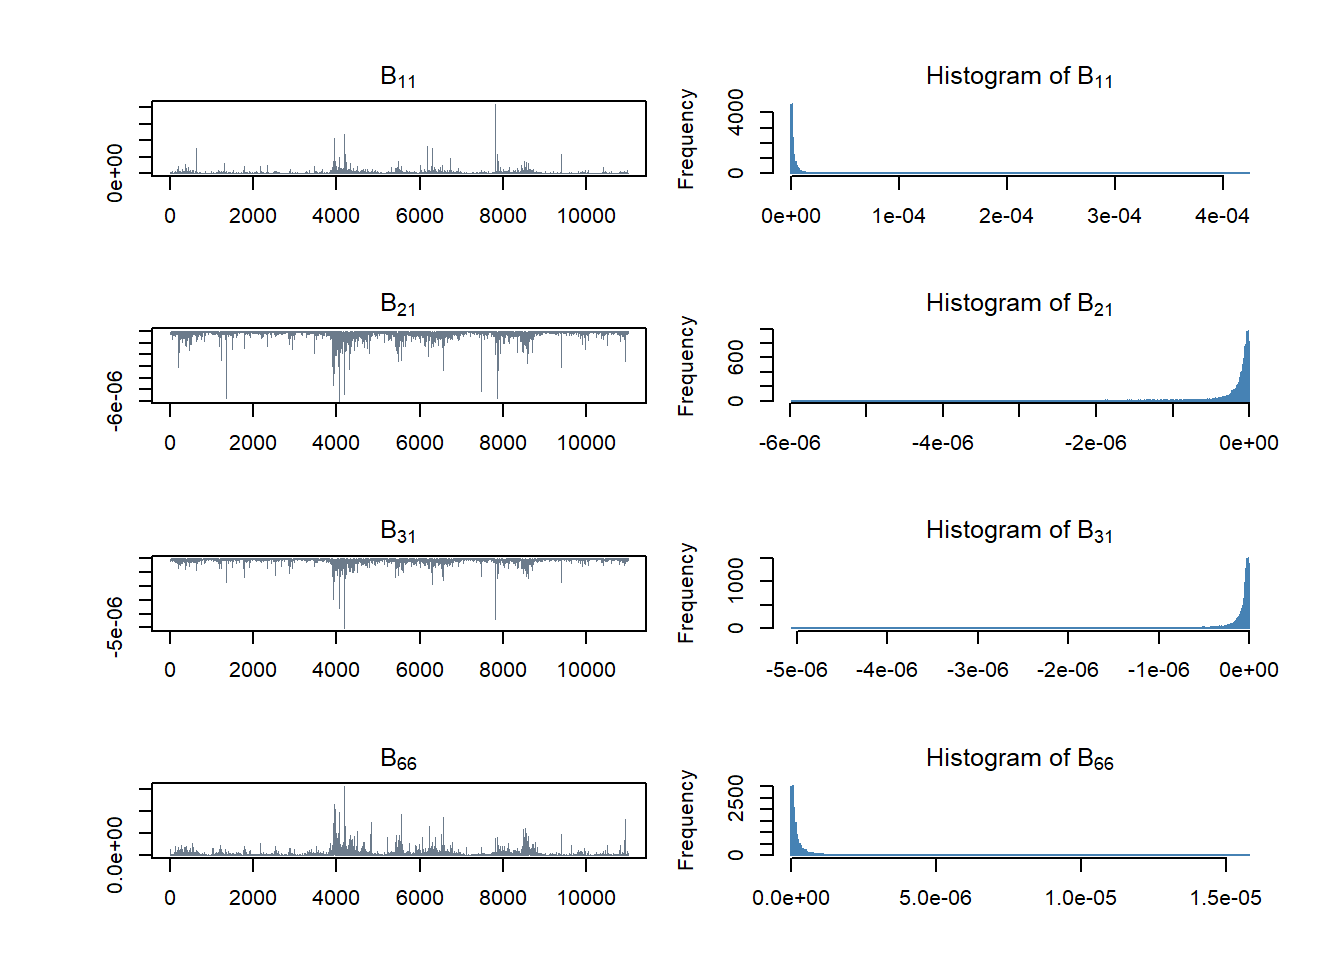 B11
0e+00
0 2000 4000 6000 8000 10000
Histogram of B11
Frequency
0 4000
0e+00 1e-04 2e-04 3e-04 4e-04
B21
-6e-06
0 2000 4000 6000 8000 10000
Histogram of B21
Frequency
0 600
-6e-06 -4e-06 -2e-06 0e+00
B31
-5e-06
0 2000 4000 6000 8000 10000
Histogram of B31
Frequency
0 1000
-5e-06 -4e-06 -3e-06 -2e-06 -1e-06 0e+00
B66
0.0e+00
0 2000 4000 6000 8000 10000
Histogram of B66
Frequency
0 2500
0.0e+00 5.0e-06 1.0e-05 1.5e-05